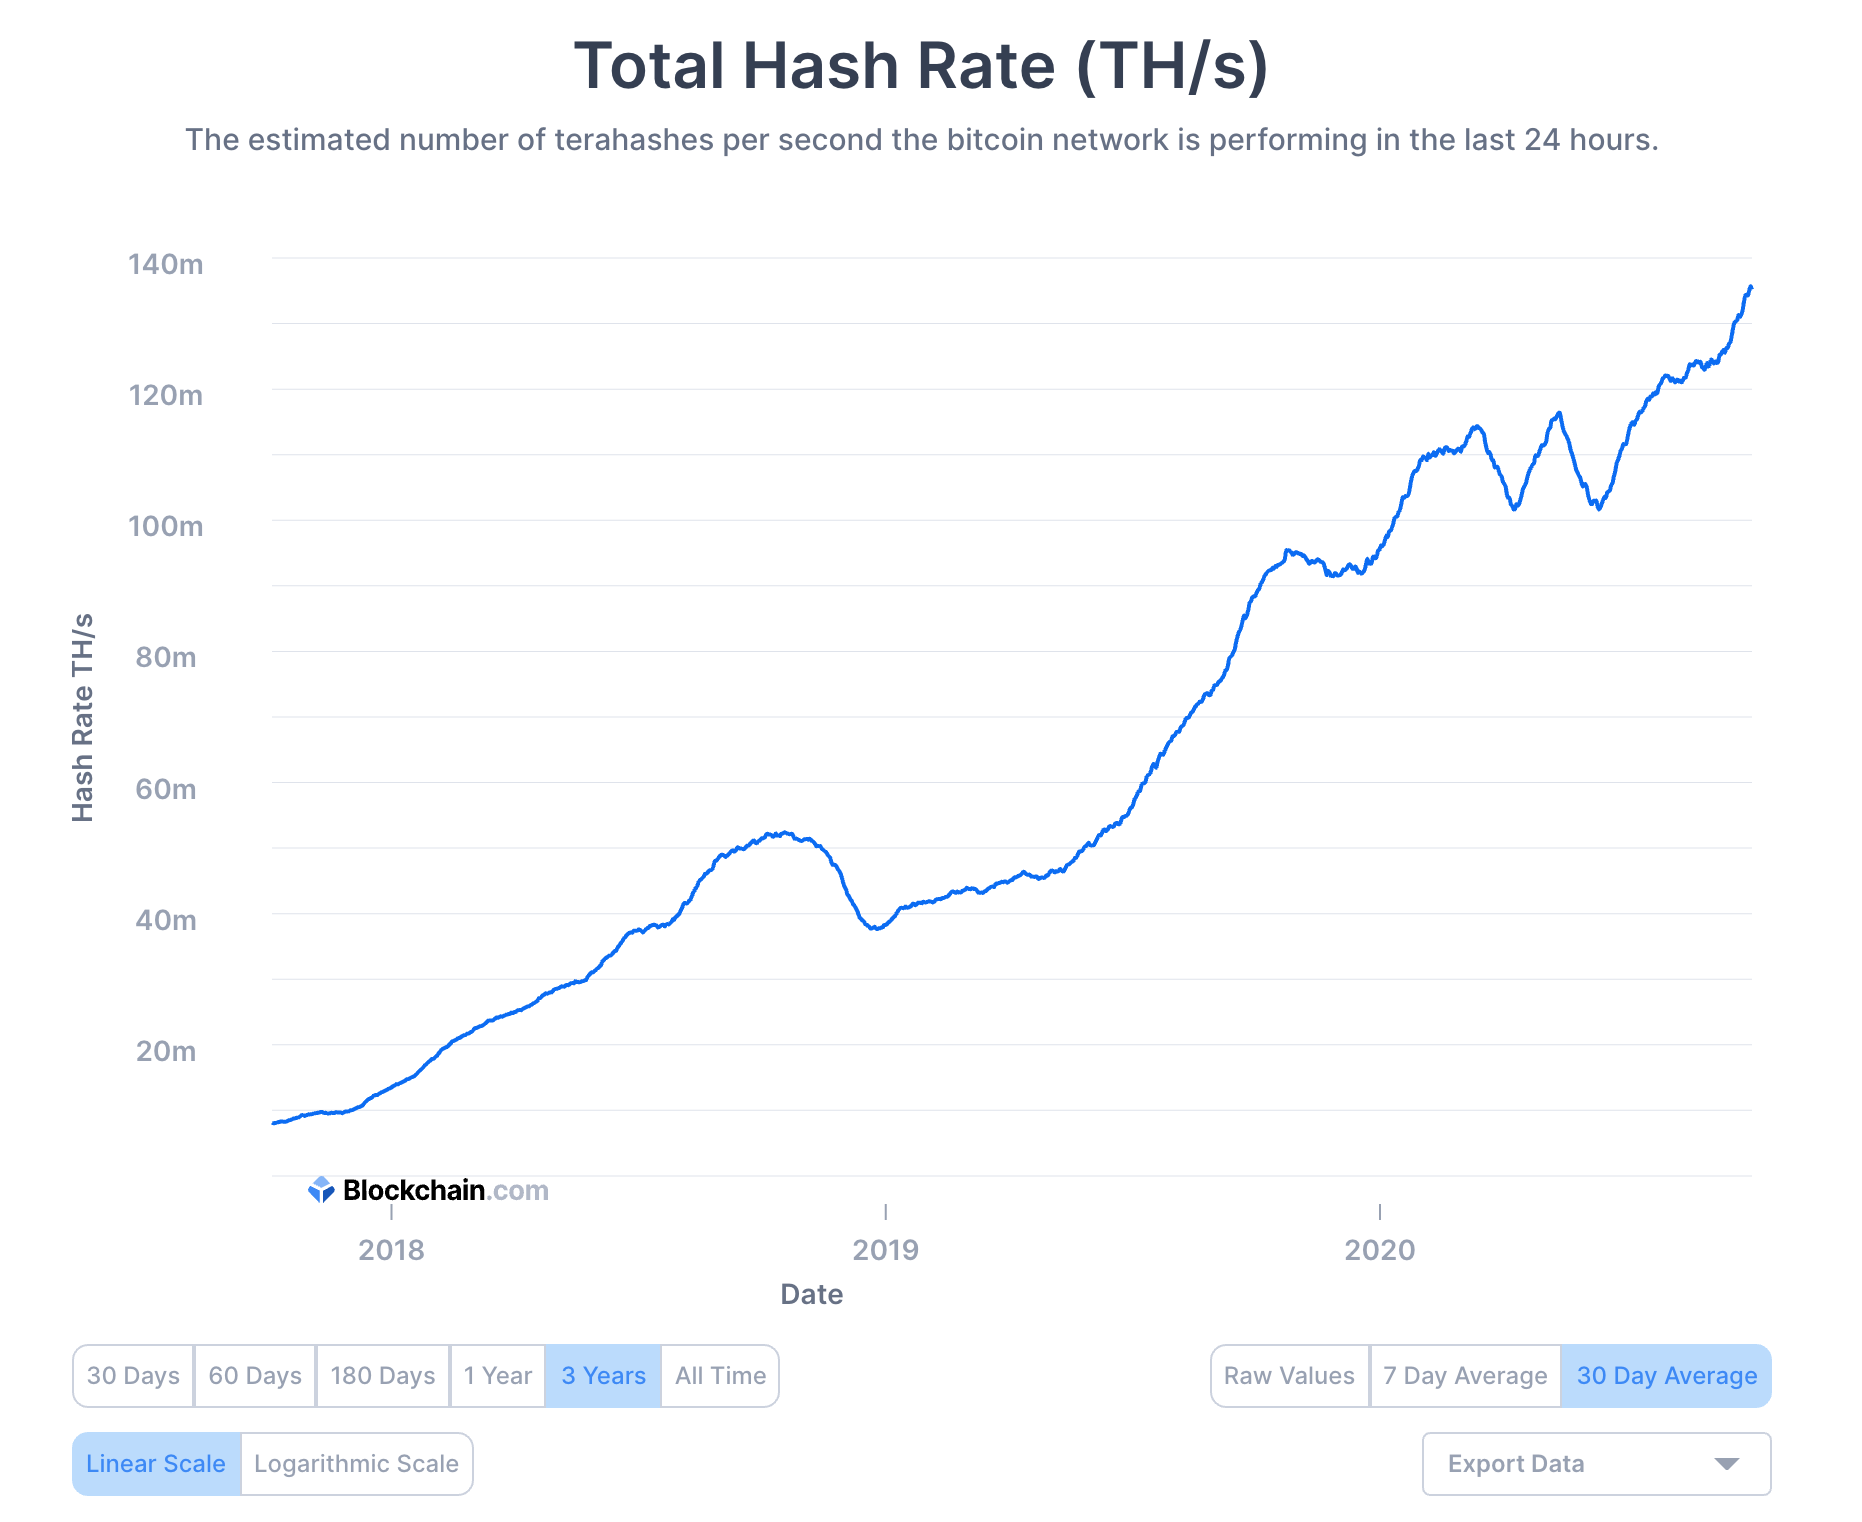 Total Hash Rate (TH/s)
The estimated number of terahashes per second the bitcoin network is performing in the last 24 hours.
140m
120m
100m
80m
60m
40m
20m
Hash Rate TH/s
Blockchain.com
2018 2019 2020
Date
30 Days 60 Days 180 Days 1 Year 3 Years All Time Raw Values 7 Day Average 30 Day Average
Linear Scale Logarithmic Scale Export Data